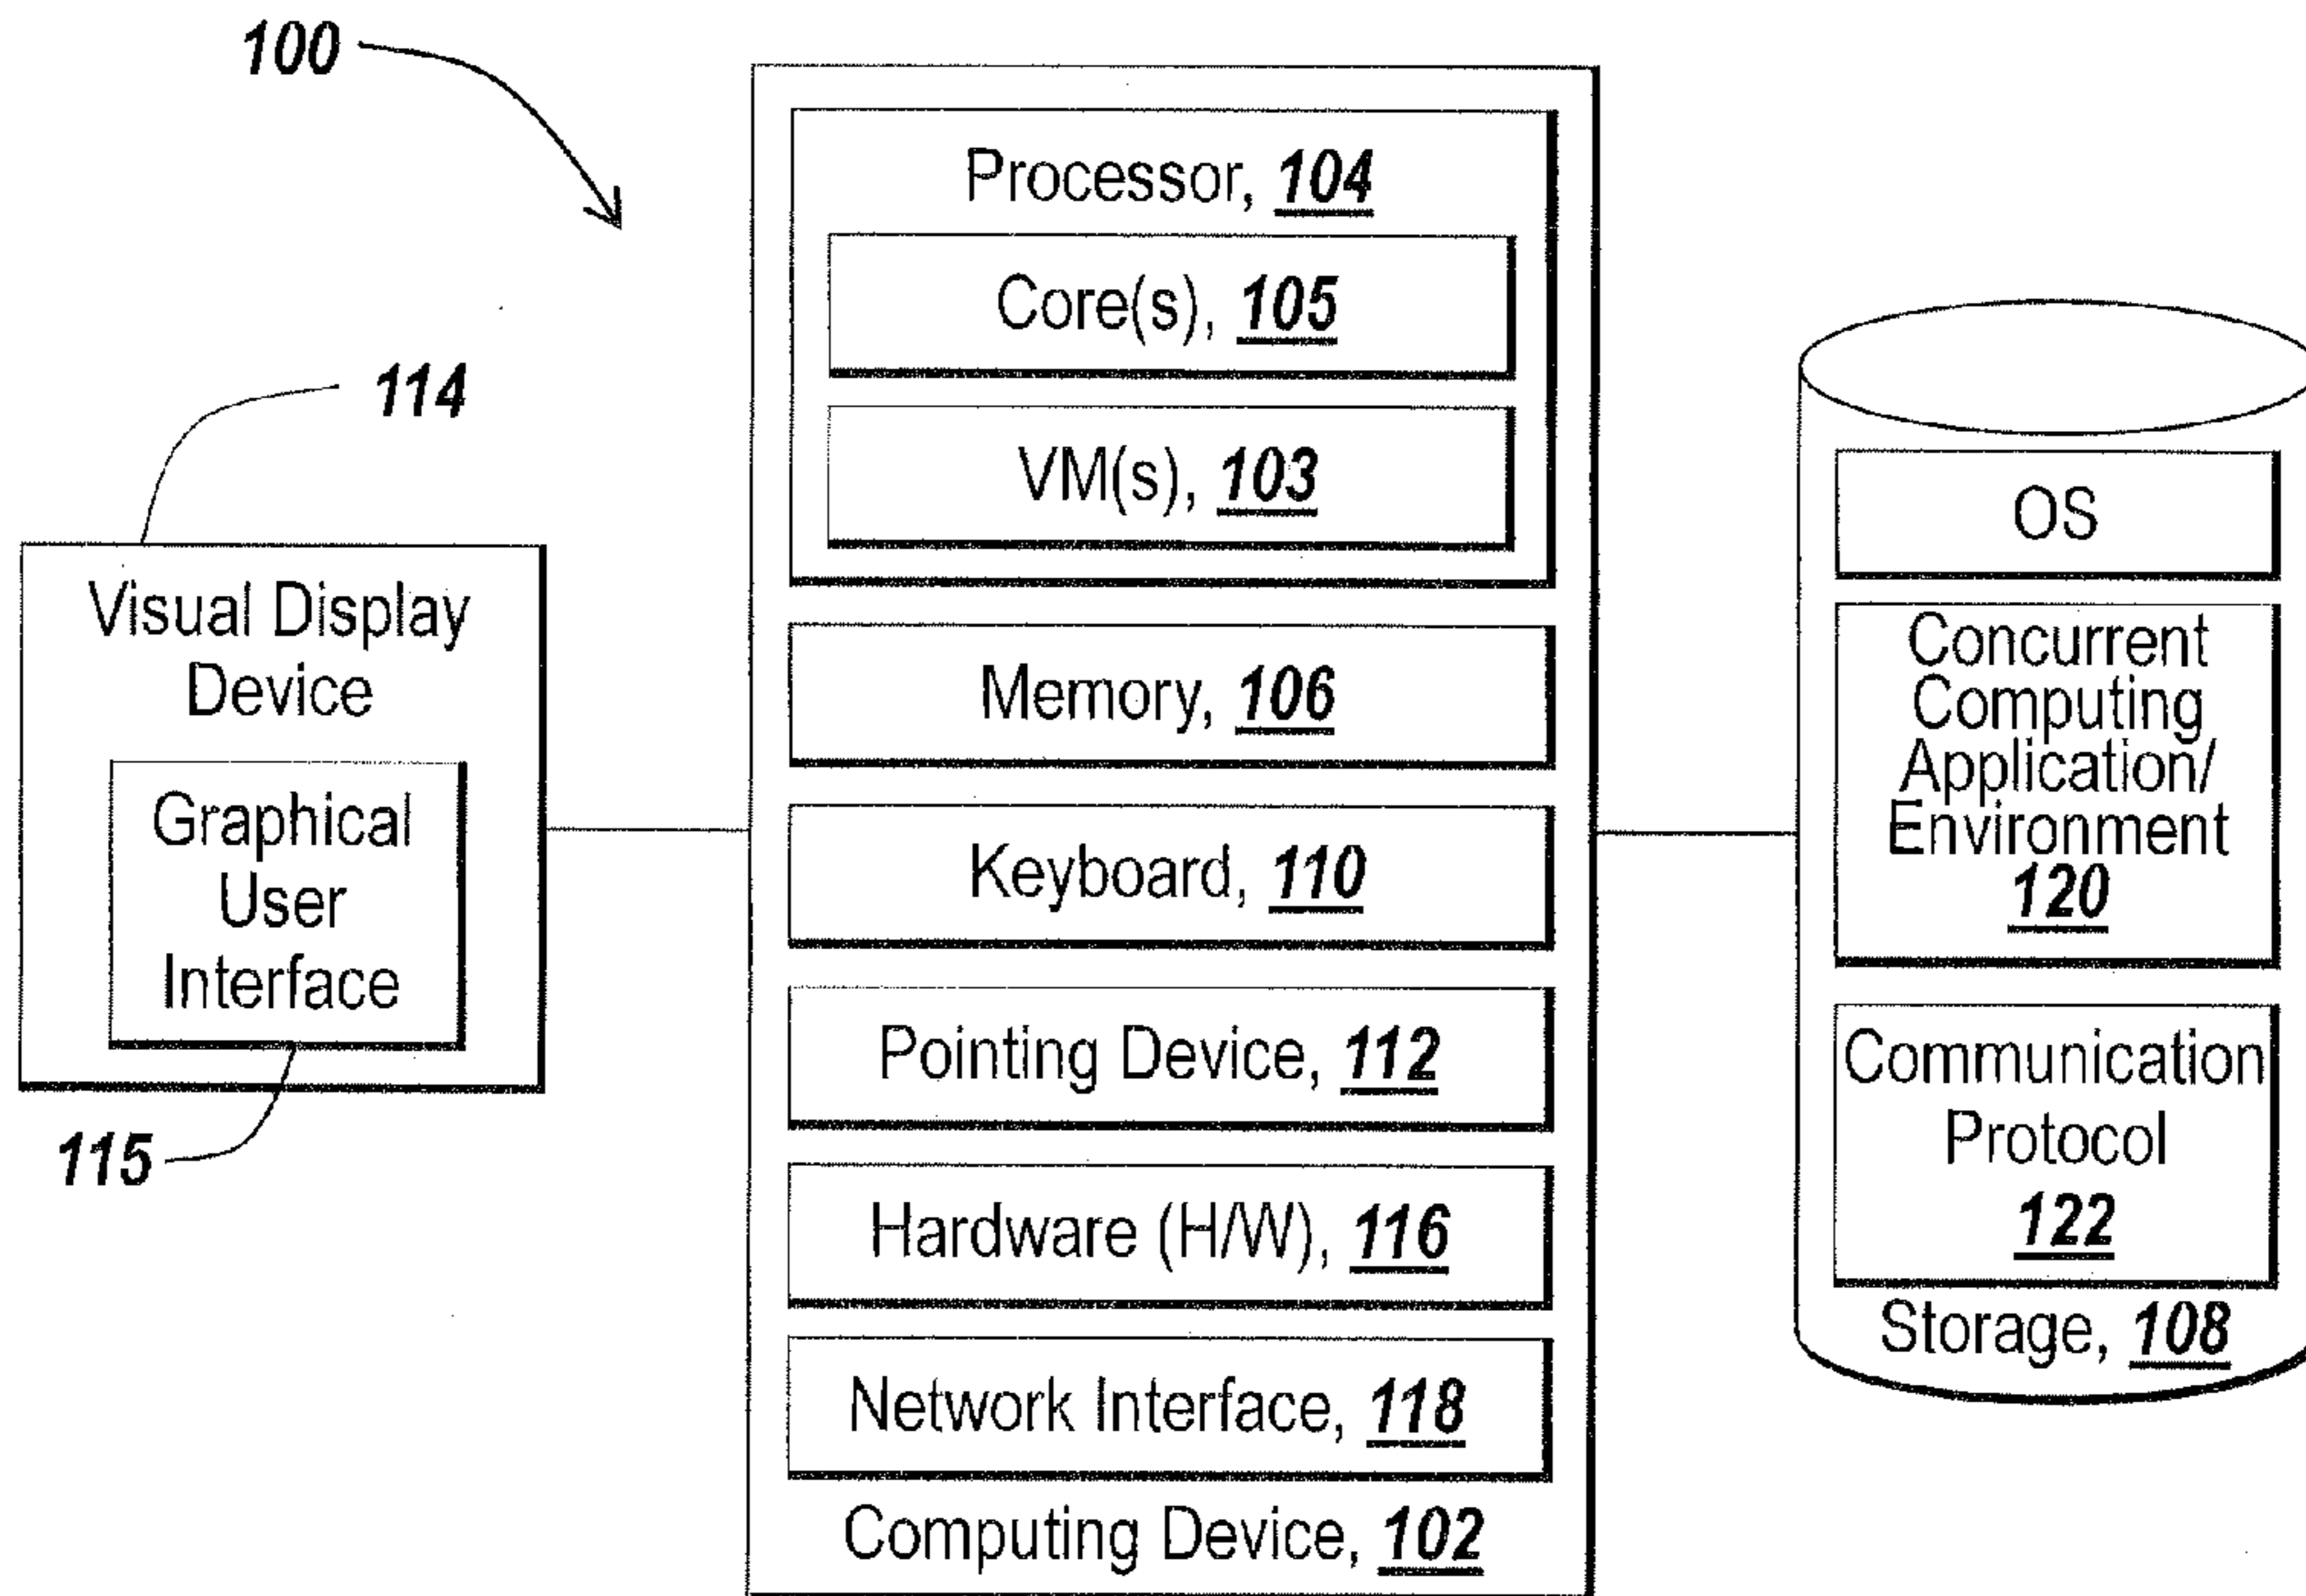 100
114
Visual Display
Device
Graphical
User
Interface
115
Processor, 104
Core(s), 105
VM(s), 103
Memory, 106
Keyboard, 110
Pointing Device, 112
Hardware (H/W), 116
Network Interface, 118
Computing Device, 102
OS
Concurrent
Computing
Application/
Environment
120
Communication
Protocol
122
Storage, 108